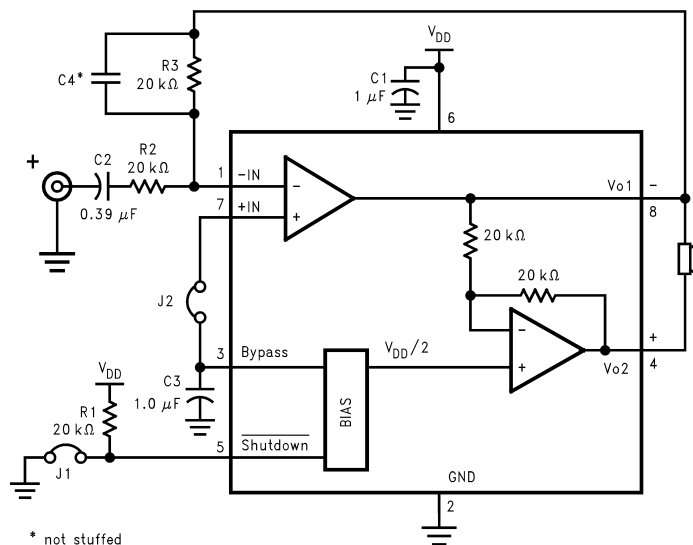 C4*
R3
20 kΩ
V_DD
C1
1 µF
6
+
C2
0.39 µF
R2
20 kΩ
1
-IN
-
7
+IN
+
Vo1
-
8
20 kΩ
20 kΩ
J2
3
Bypass
V_DD/2
-
+
+
Vo2
4
C3
1.0 µF
BIAS
V_DD
R1
20 kΩ
5
Shutdown
J1
GND
2
* not stuffed